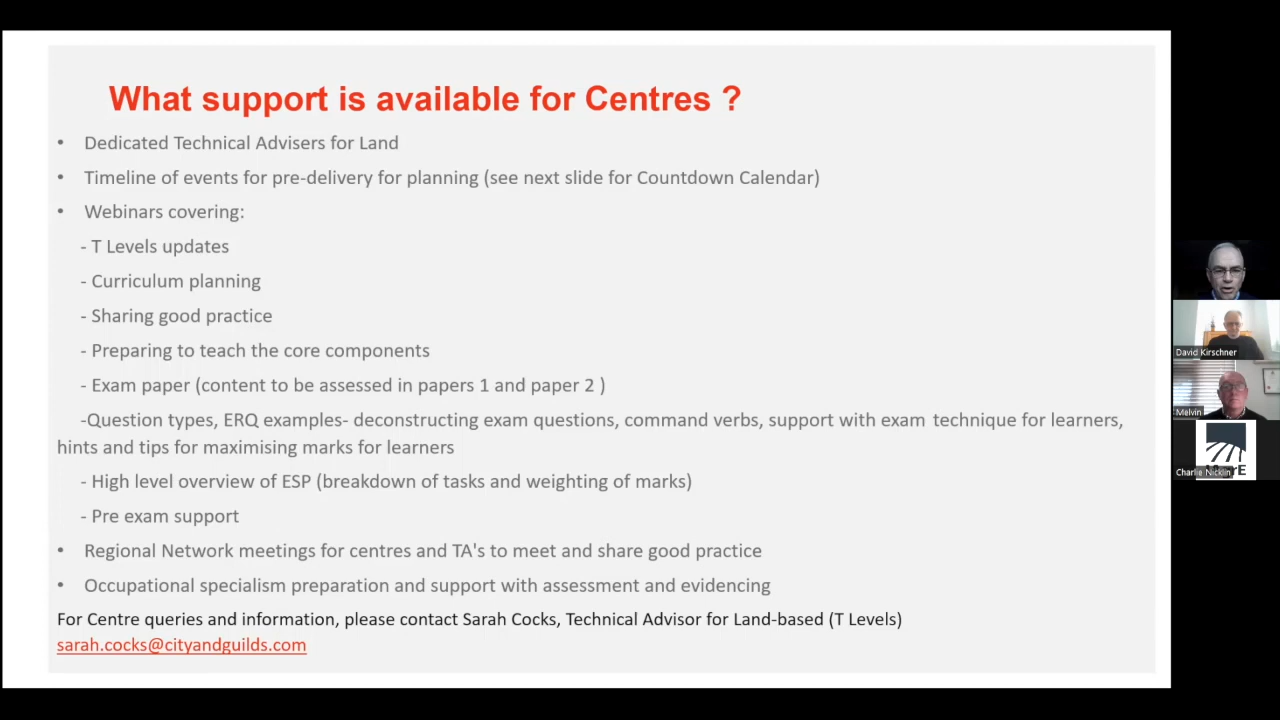 What support is available for Centres ?
• Dedicated Technical Advisers for Land
• Timeline of events for pre-delivery for planning (see next slide for Countdown Calendar)
• Webinars covering:
- T Levels updates
- Curriculum planning
- Sharing good practice
- Preparing to teach the core components
- Exam paper (content to be assessed in papers 1 and paper 2 )
-Question types, ERQ examples- deconstructing exam questions, command verbs, support with exam technique for learners,
hints and tips for maximising marks for learners
- High level overview of ESP (breakdown of tasks and weighting of marks)
- Pre exam support
• Regional Network meetings for centres and TA's to meet and share good practice
• Occupational specialism preparation and support with assessment and evidencing
For Centre queries and information, please contact Sarah Cocks, Technical Advisor for Land-based (T Levels)
sarah.cocks@cityandguilds.com
David Kirschner
Melvin
Charlie Nicklin